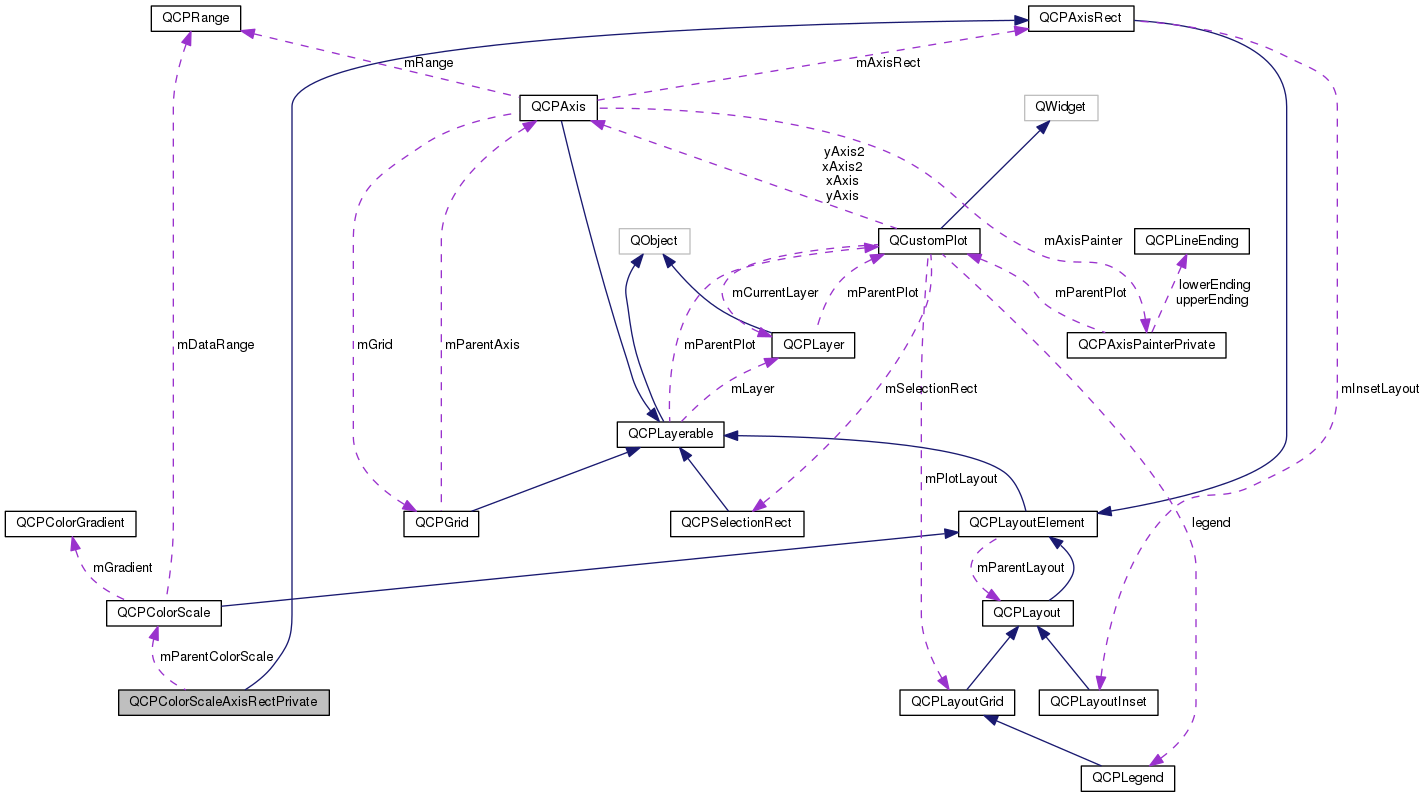 QCPRange
QCPAxisRect
mRange
mAxisRect
QCPAxis
QWidget
yAxis2
xAxis2
xAxis
yAxis
QObject
QCustomPlot
mAxisPainter
QCPLineEnding
mCurrentLayer
mParentPlot
mParentPlot
lowerEnding
upperEnding
mDataRange
mGrid
mParentAxis
mParentPlot
QCPLayer
QCPAxisPainterPrivate
mLayer
mSelectionRect
mInsetLayout
QCPLayerable
mPlotLayout
QCPColorGradient
QCPGrid
QCPSelectionRect
QCPLayoutElement
legend
mGradient
mParentLayout
QCPColorScale
QCPLayout
mParentColorScale
QCPColorScaleAxisRectPrivate
QCPLayoutGrid
QCPLayoutInset
QCPLegend